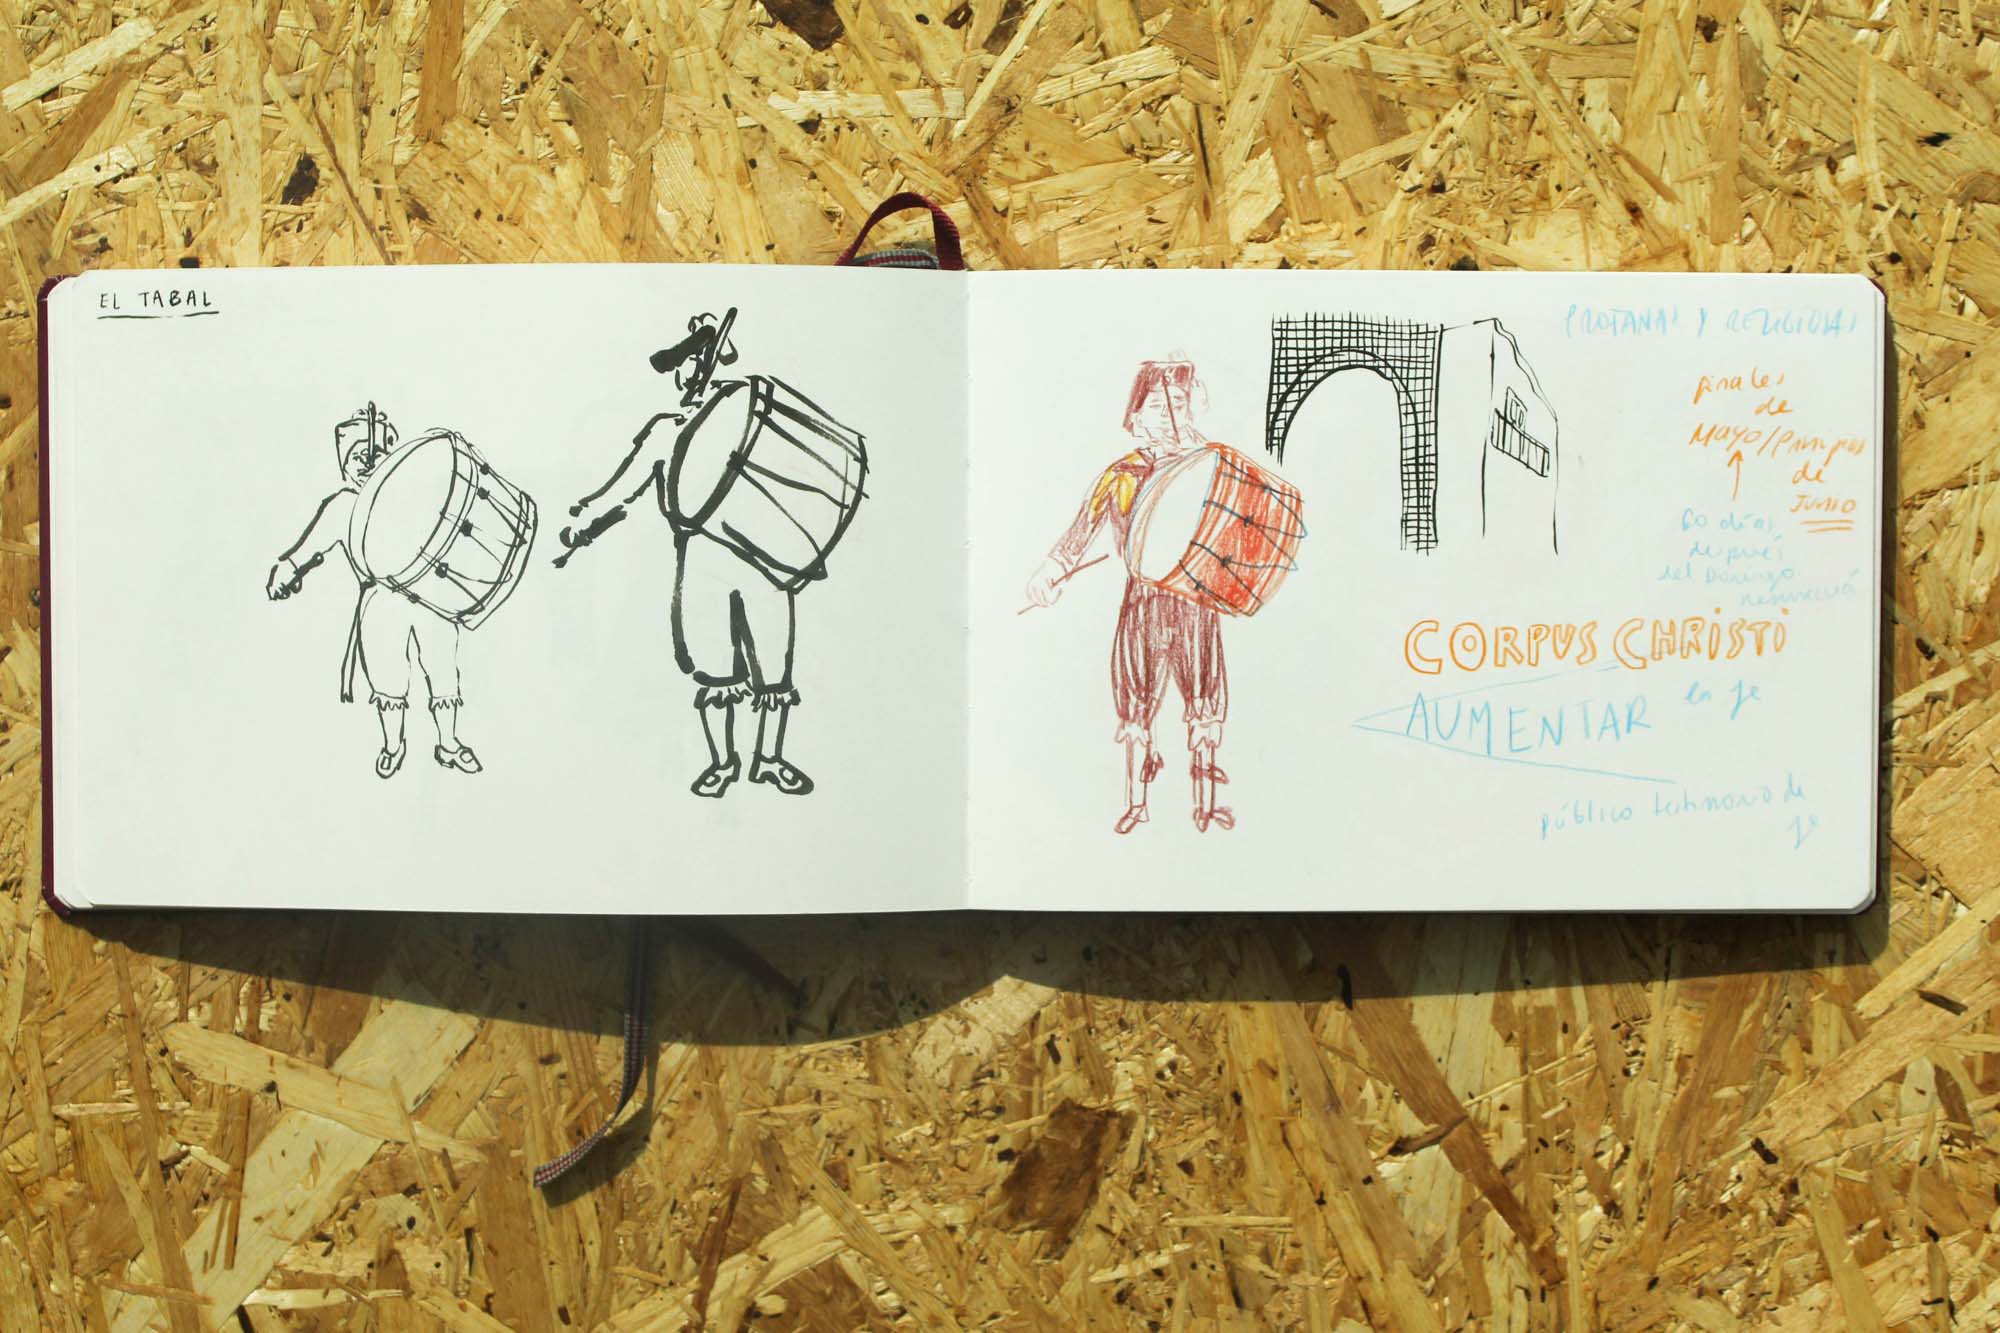 EL TABAL
PROFANAS Y RELIGIOSAS
finales
de
Mayo/Principios
de
JUNIO
60 días
después
del Domingo
resurrección
CORPUS CHRISTI
AUMENTAR la fe
público testimonio de
fe